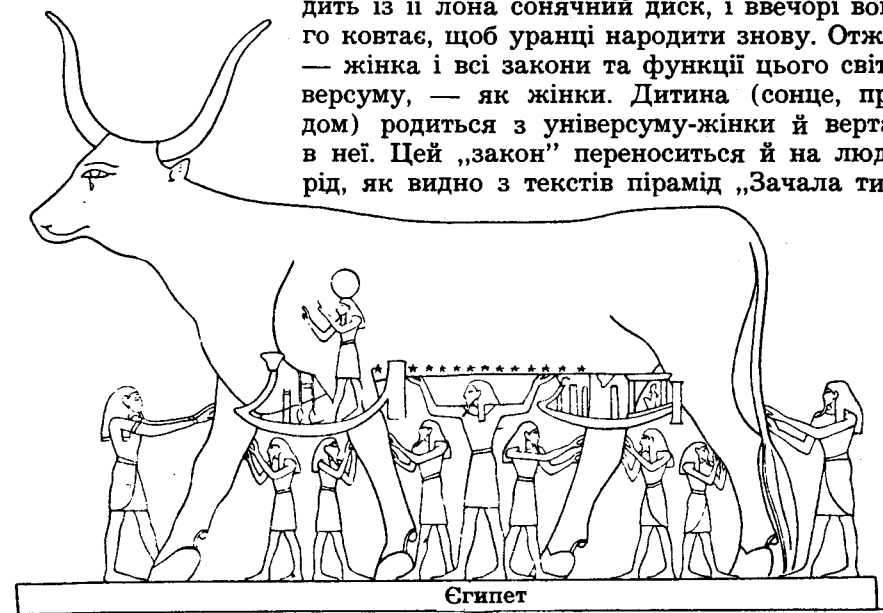 дить із її лона сонячний диск, і ввечорі вон
го ковтає, щоб уранці народити знову. Отж
— жінка і всі закони та функції цього світ
версуму, — як жінки. Дитина (сонце, пр
дом) родиться з універсуму-жінки й верта
в неї. Цей „закон” переноситься й на люд
рід, як видно з текстів пірамід „Зачала ти
Єгипет